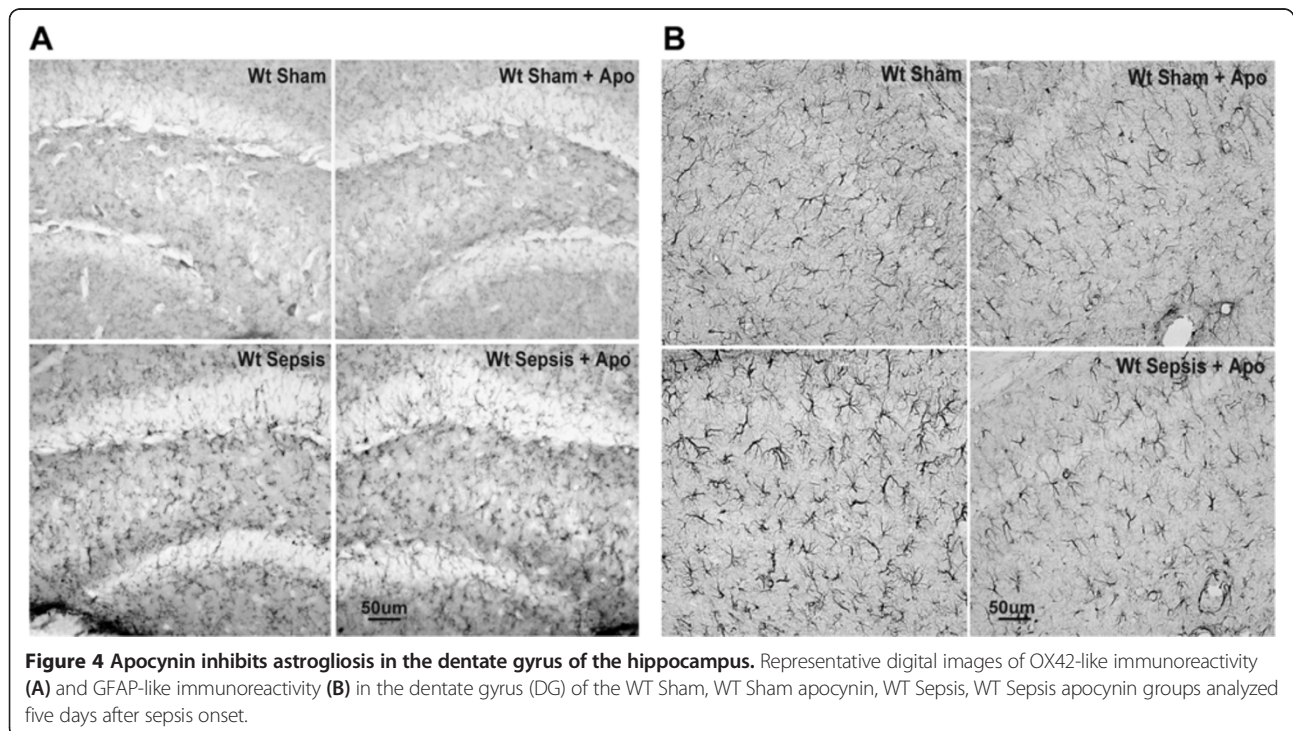 A
B
Wt Sham
Wt Sham + Apo
Wt Sham
Wt Sham + Apo
Wt Sepsis
Wt Sepsis + Apo
Wt Sepsis + Apo
50um
50um
Figure 4 Apocynin inhibits astrogliosis in the dentate gyrus of the hippocampus. Representative digital images of OX42-like immunoreactivity
(A) and GFAP-like immunoreactivity (B) in the dentate gyrus (DG) of the WT Sham, WT Sham apocynin, WT Sepsis, WT Sepsis apocynin groups analyzed
five days after sepsis onset.